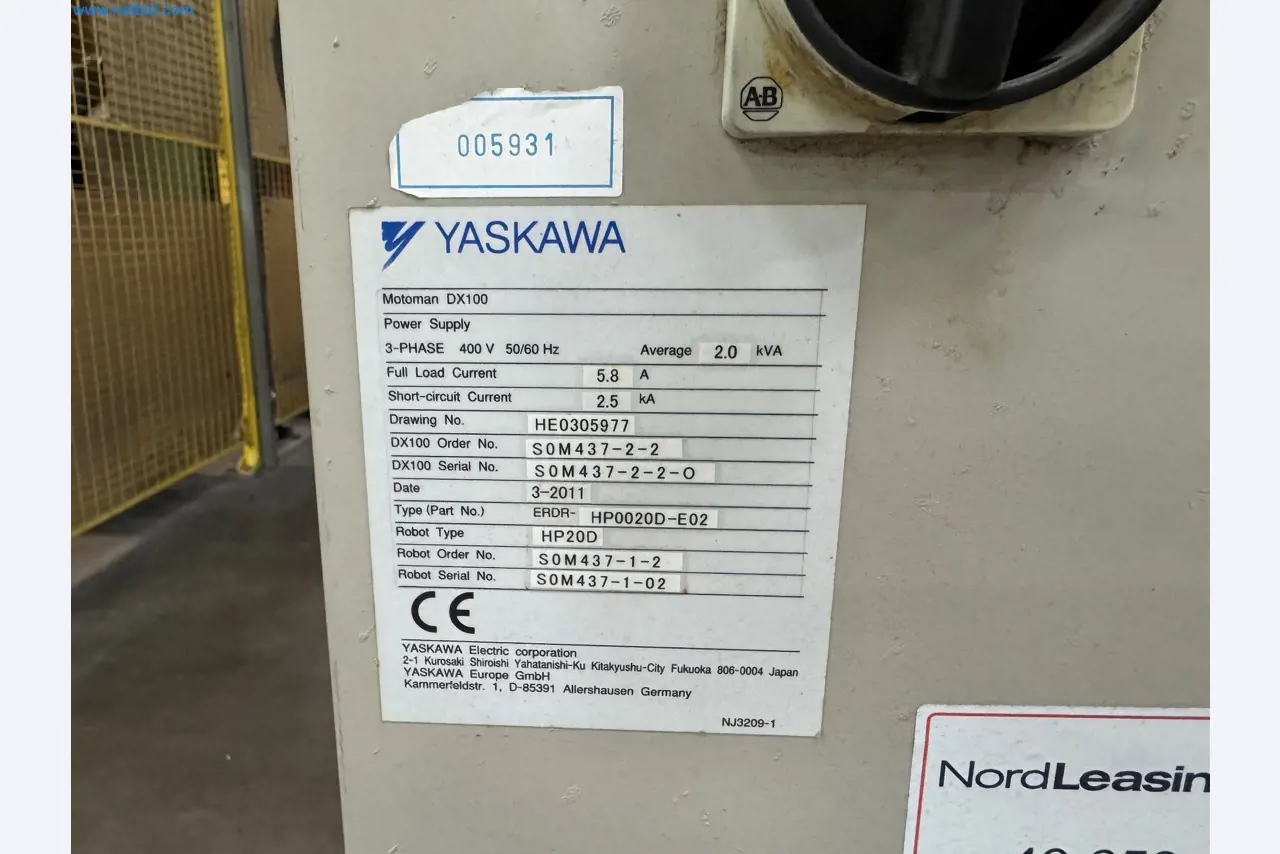 A-B
005931
YASKAWA
Motoman DX100
Power Supply
3-PHASE 400 V 50/60 Hz Average 2.0 kVA
Full Load Current 5.8 A
Short-circuit Current 2.5 kA
Drawing No. HE0305977
DX100 Order No. S0M437-2-2
DX100 Serial No. S0M437-2-2-O
Date 3-2011
Type (Part No.) ERDR- HP0020D-E02
Robot Type HP20D
Robot Order No. S0M437-1-2
Robot Serial No. S0M437-1-02
CE
YASKAWA Electric corporation
2-1 Kurosaki Shiroishi Yahatanishi-Ku Kitakyushu-City Fukuoka 806-0004 Japan
YASKAWA Europe GmbH
Kammerfeldstr. 1, D-85391 Allershausen Germany
NJ3209-1
NordLeasin